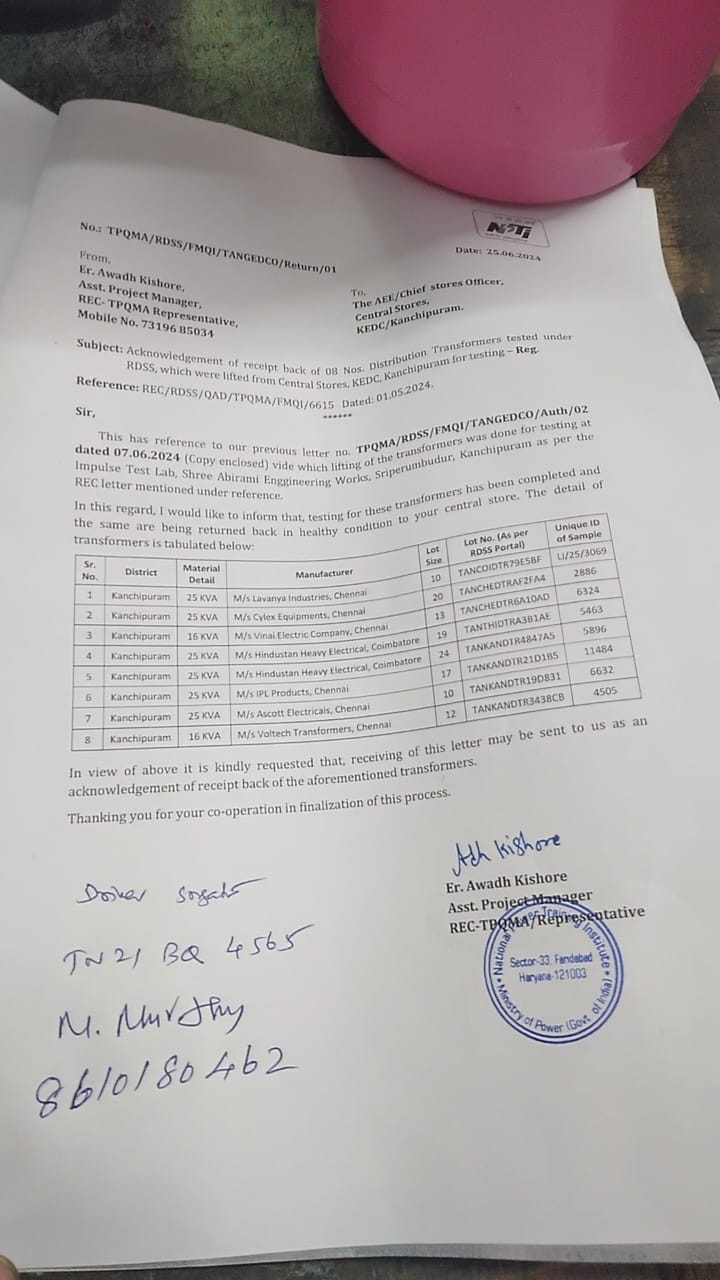 NPTI
No.: TPQMA/RDSS/FMQI/TANGEDCO/Return/01
Date: 25.06.2024
From,
Er. Awadh Kishore,
Asst. Project Manager,
REC- TPQMA Representative,
Mobile No. 73196 85034
To,
The AEE/Chief stores Officer,
Central Stores,
KEDC/Kanchipuram.
Subject: Acknowledgement of receipt back of 08 Nos. Distribution Transformers tested under
RDSS, which were lifted from Central Stores, KEDC, Kanchipuram for testing – Reg.
Reference: REC/RDSS/QAD/TPQMA/FMQI/6615 Dated: 01.05.2024.
******
Sir,
This has reference to our previous letter no. TPQMA/RDSS/FMQI/TANGEDCO/Auth/02
dated 07.06.2024 (Copy enclosed) vide which lifting of the transformers was done for testing at
Impulse Test Lab, Shree Abirami Enggineering Works, Sriperumbudur, Kanchipuram as per the
REC letter mentioned under reference.
In this regard, I would like to inform that, testing for these transformers has been completed and
the same are being returned back in healthy condition to your central store. The detail of
transformers is tabulated below:
Sr. No. District Material Detail Manufacturer Lot Size Lot No. (As per RDSS Portal) Unique ID of Sample
1 Kanchipuram 25 KVA M/s Lavanya Industries, Chennai 10 TANCOIDTR79E5BF LI/25/3069
2 Kanchipuram 25 KVA M/s Cylex Equipments, Chennai 20 TANCHEDTRAF2FA4 2886
3 Kanchipuram 16 KVA M/s Vinai Electric Company, Chennai 13 TANCHEDTR6A10AD 6324
4 Kanchipuram 25 KVA M/s Hindustan Heavy Electrical, Coimbatore 19 TANTHIDTRA3B1AE 5463
5 Kanchipuram 25 KVA M/s Hindustan Heavy Electrical, Coimbatore 24 TANKANDTR4847A5 5896
6 Kanchipuram 25 KVA M/s IPL Products, Chennai 17 TANKANDTR21D1B5 11484
7 Kanchipuram 25 KVA M/s Ascott Electricals, Chennai 10 TANKANDTR19D831 6632
8 Kanchipuram 16 KVA M/s Voltech Transformers, Chennai 12 TANKANDTR3438CB 4505
In view of above it is kindly requested that, receiving of this letter may be sent to us as an
acknowledgement of receipt back of the aforementioned transformers.
Thanking you for your co-operation in finalization of this process.
Kishore
Er. Awadh Kishore
Asst. Project Manager
REC-TPQMA/Representative
National Power Training Institute
Sector-33, Faridabad
Haryana-121003
Ministry of Power (Govt. of India)
TN 21 BQ 4565
M. Murthy
8610180462